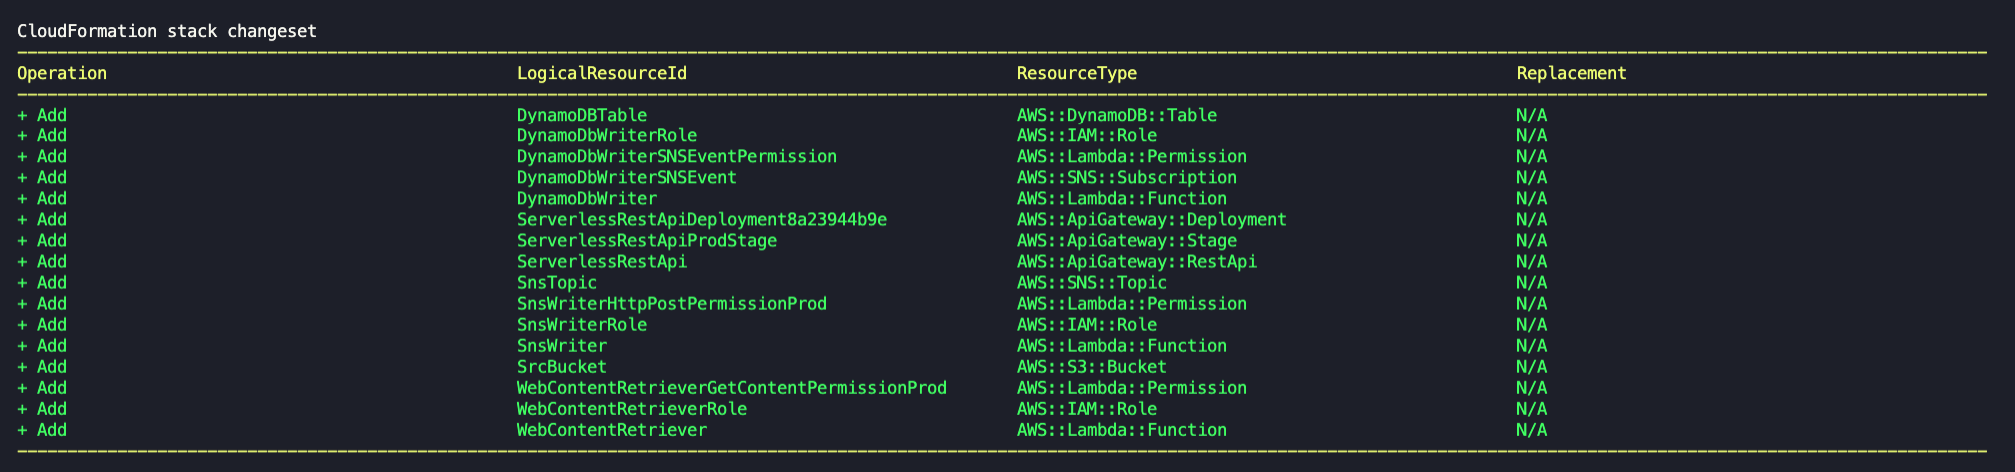 CloudFormation stack changeset
Operation LogicalResourceId ResourceType Replacement
+ Add DynamoDBTable AWS::DynamoDB::Table N/A
+ Add DynamoDbWriterRole AWS::IAM::Role N/A
+ Add DynamoDbWriterSNSEventPermission AWS::Lambda::Permission N/A
+ Add DynamoDbWriterSNSEvent AWS::SNS::Subscription N/A
+ Add DynamoDbWriter AWS::Lambda::Function N/A
+ Add ServerlessRestApiDeployment8a23944b9e AWS::ApiGateway::Deployment N/A
+ Add ServerlessRestApiProdStage AWS::ApiGateway::Stage N/A
+ Add ServerlessRestApi AWS::ApiGateway::RestApi N/A
+ Add SnsTopic AWS::SNS::Topic N/A
+ Add SnsWriterHttpPostPermissionProd AWS::Lambda::Permission N/A
+ Add SnsWriterRole AWS::IAM::Role N/A
+ Add SnsWriter AWS::Lambda::Function N/A
+ Add SrcBucket AWS::S3::Bucket N/A
+ Add WebContentRetrieverGetContentPermissionProd AWS::Lambda::Permission N/A
+ Add WebContentRetrieverRole AWS::IAM::Role N/A
+ Add WebContentRetriever AWS::Lambda::Function N/A